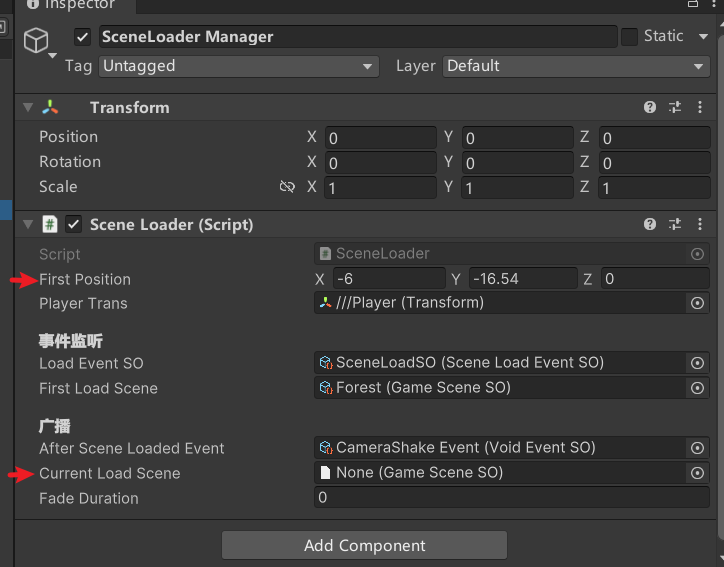 Inspector
SceneLoader Manager
Static
Tag Untagged Layer Default
Transform
Position X 0 Y 0 Z 0
Rotation X 0 Y 0 Z 0
Scale X 1 Y 1 Z 1
Scene Loader (Script)
Script SceneLoader
First Position X -6 Y -16.54 Z 0
Player Trans ///Player (Transform)
事件监听
Load Event SO SceneLoadSO (Scene Load Event SO)
First Load Scene Forest (Game Scene SO)
广播
After Scene Loaded Event CameraShake Event (Void Event SO)
Current Load Scene None (Game Scene SO)
Fade Duration 0
Add Component